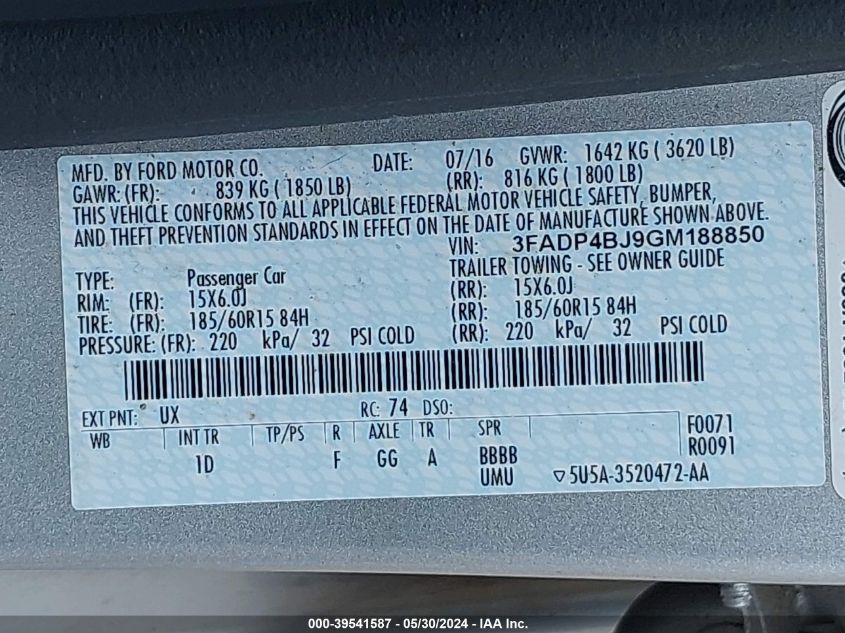 MFD. BY FORD MOTOR CO. DATE: 07/16 GVWR: 1642 KG ( 3620 LB)
GAWR: (FR): 839 KG ( 1850 LB) (RR): 816 KG ( 1800 LB)
THIS VEHICLE CONFORMS TO ALL APPLICABLE FEDERAL MOTOR VEHICLE SAFETY, BUMPER,
AND THEFT PREVENTION STANDARDS IN EFFECT ON THE DATE OF MANUFACTURE SHOWN ABOVE.
VIN: 3FADP4BJ9GM188850
TYPE: Passenger Car TRAILER TOWING - SEE OWNER GUIDE
RIM: (FR): 15X6.0J (RR): 15X6.0J
TIRE: (FR): 185/60R15 84H (RR): 185/60R15 84H
PRESSURE: (FR): 220 kPa/ 32 PSI COLD (RR): 220 kPa/ 32 PSI COLD
EXT PNT: UX RC: 74 DSO:
WB INT TR TP/PS R AXLE TR SPR F0071
1D F GG A BBBB R0091
UMU ▽5U5A-3520472-AA
000-39541587 - 05/30/2024 - IAA Inc.